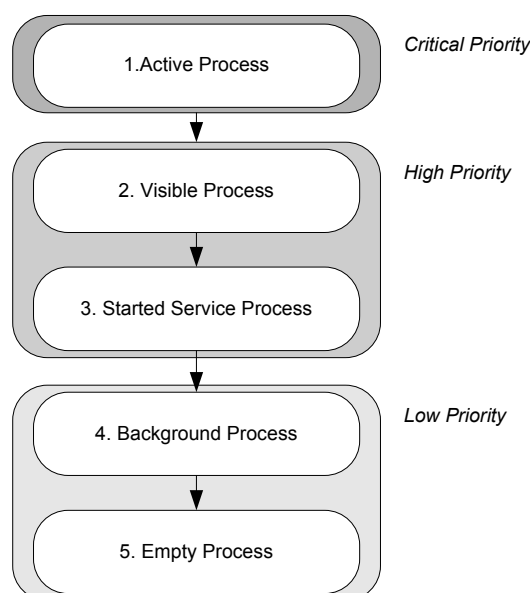 1.Active Process
Critical Priority
2. Visible Process
High Priority
3. Started Service Process
4. Background Process
Low Priority
5. Empty Process